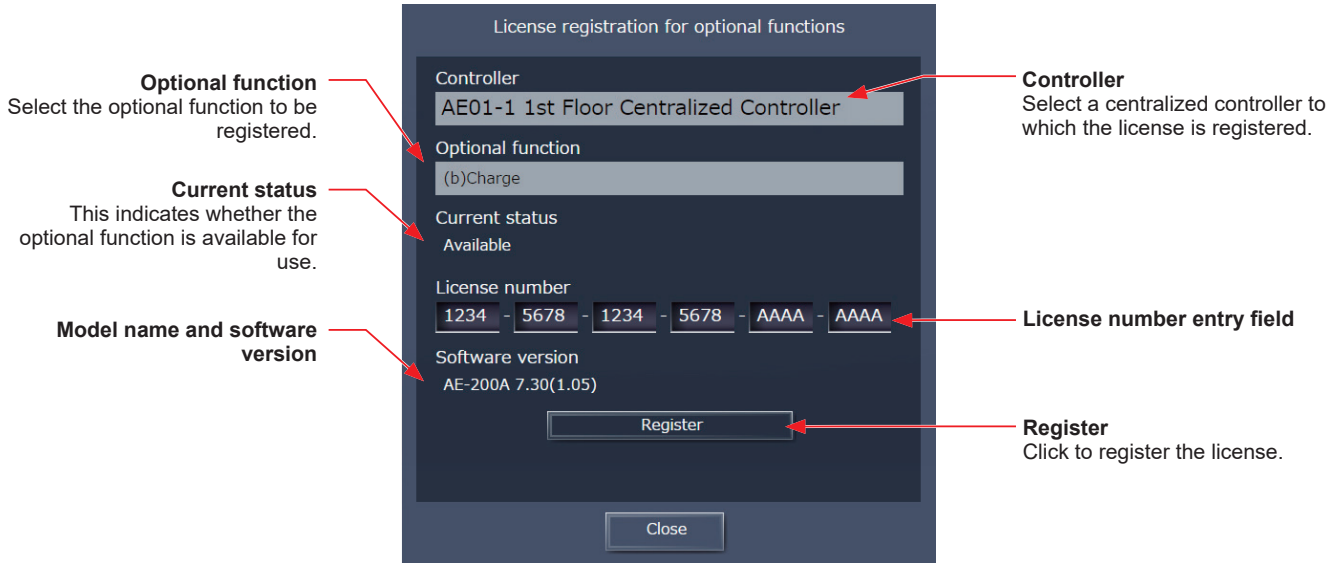 License registration for optional functions
Optional function
Select the optional function to be
registered.
Current status
This indicates whether the
optional function is available for
use.
Model name and software
version
Controller
AE01-1 1st Floor Centralized Controller
Optional function
(b)Charge
Current status
Available
License number
1234 - 5678 - 1234 - 5678 - AAAA - AAAA
Software version
AE-200A 7.30(1.05)
Register
Close
Controller
Select a centralized controller to
which the license is registered.
License number entry field
Register
Click to register the license.